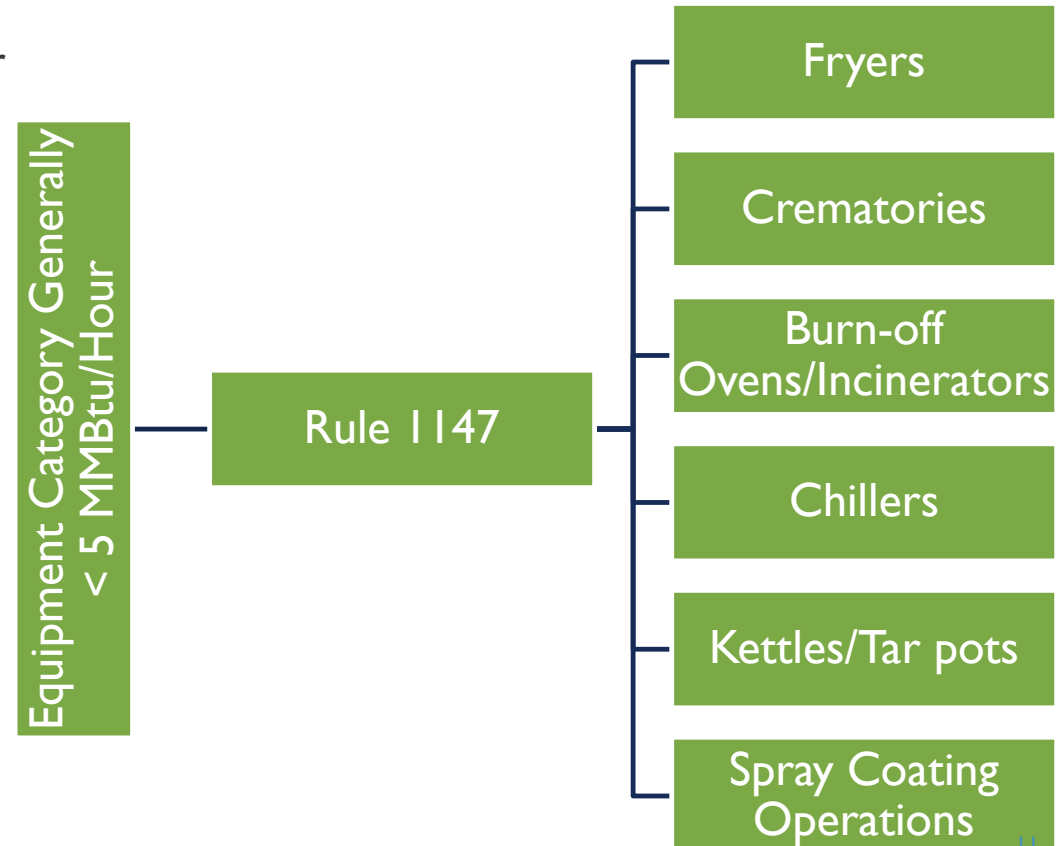 Equipment Category Generally
< 5 MMBtu/Hour
Rule 1147
Fryers
Crematories
Burn-off
Ovens/Incinerators
Chillers
Kettles/Tar pots
Spray Coating
Operations